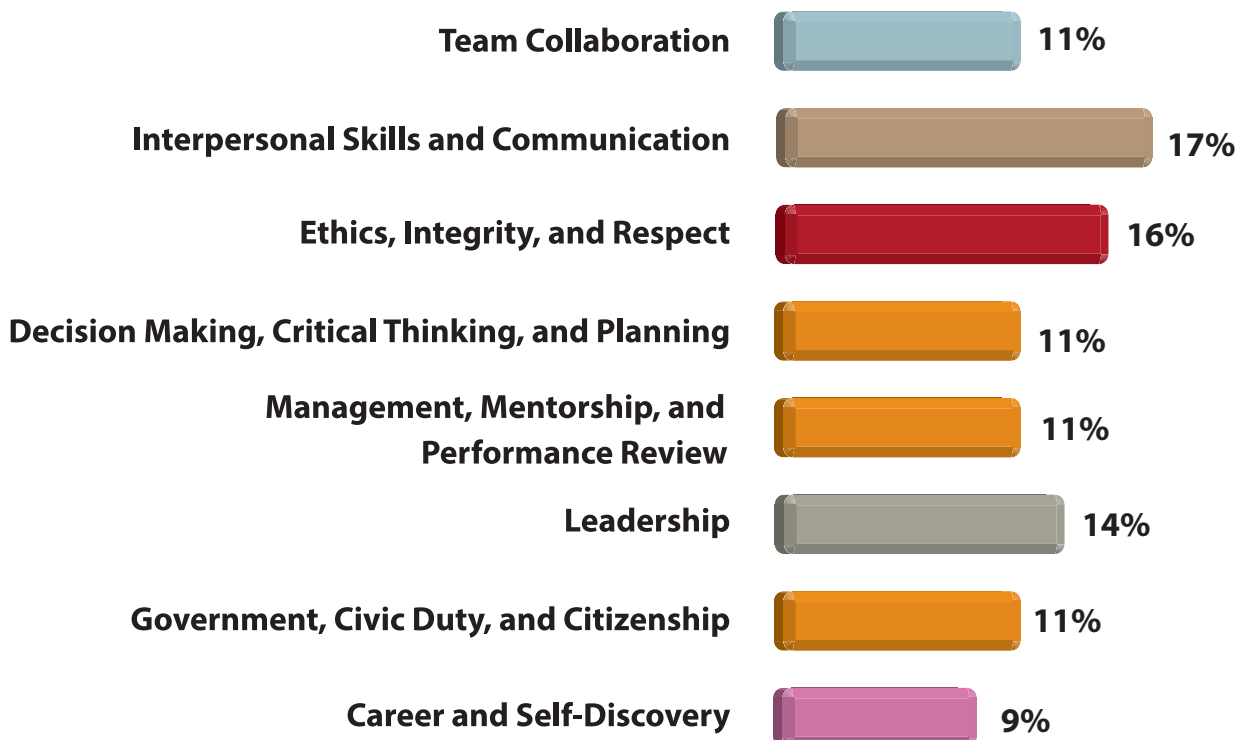 Team Collaboration 11%
Interpersonal Skills and Communication 17%
Ethics, Integrity, and Respect 16%
Decision Making, Critical Thinking, and Planning 11%
Management, Mentorship, and
Performance Review 11%
Leadership 14%
Government, Civic Duty, and Citizenship 11%
Career and Self-Discovery 9%